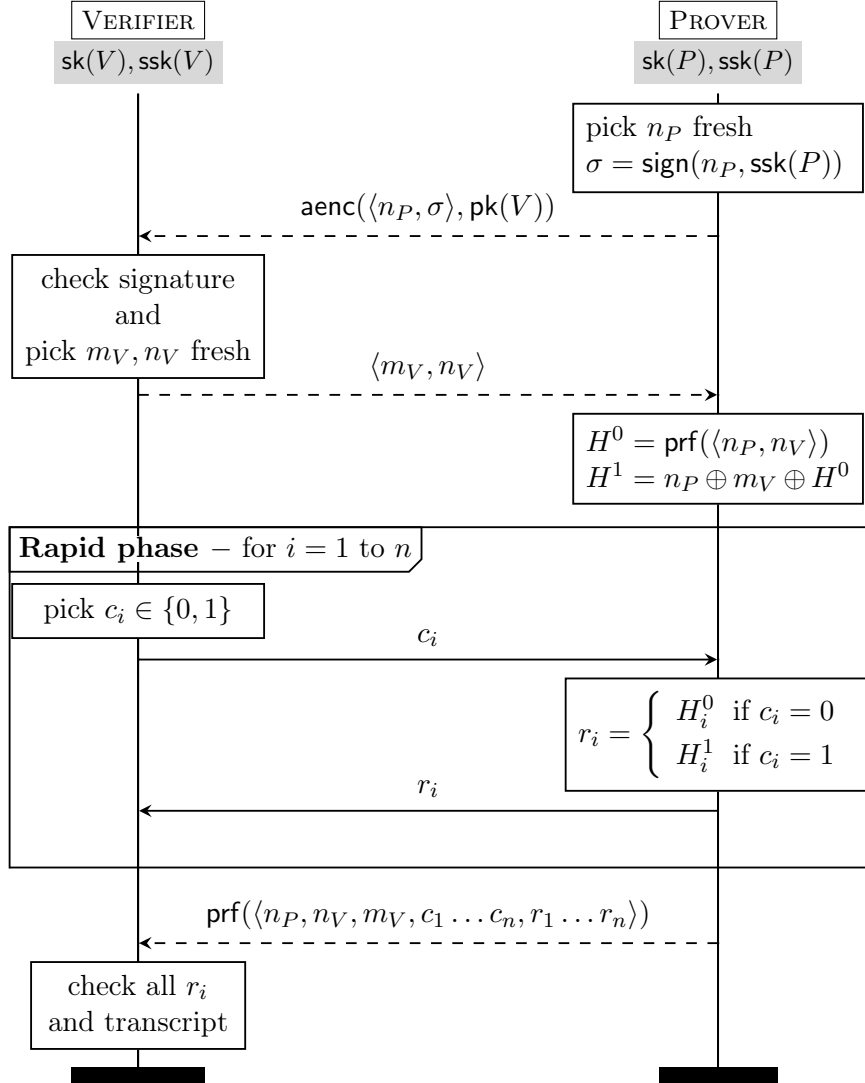 VERIFIER
PROVER
sk(V), ssk(V)
sk(P), ssk(P)
pick n_P fresh
σ = sign(n_P, ssk(P))
aenc(⟨n_P, σ⟩, pk(V))
check signature
and
pick m_V, n_V fresh
⟨m_V, n_V⟩
H^0 = prf(⟨n_P, n_V⟩)
H^1 = n_P ⊕ m_V ⊕ H^0
Rapid phase – for i = 1 to n
pick c_i ∈ {0, 1}
c_i
r_i = { H_i^0 if c_i = 0
H_i^1 if c_i = 1
r_i
prf(⟨n_P, n_V, m_V, c_1 … c_n, r_1 … r_n⟩)
check all r_i
and transcript